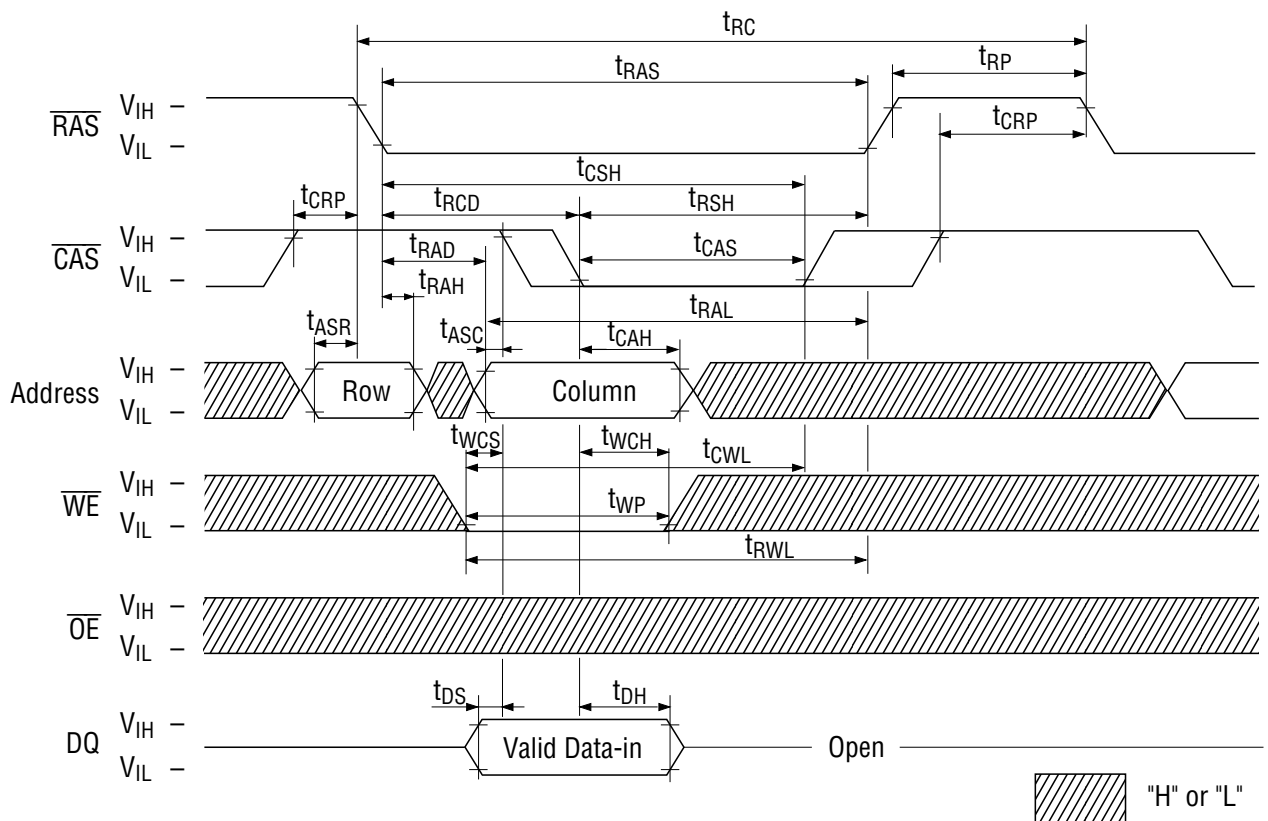 tRC
tRAS
tRP
RAS
VIH –
VIL –
tCRP
tCSH
tCRP
tRCD
tRSH
CAS
VIH –
VIL –
tRAD
tCAS
tRAH
tRAL
tASR
tASC
tCAH
Address
VIH –
VIL –
Row
Column
tWCS
tWCH
tCWL
WE
VIH –
VIL –
tWP
tRWL
OE
VIH –
VIL –
tDS
tDH
DQ
VIH –
VIL –
Valid Data-in
Open
"H" or "L"